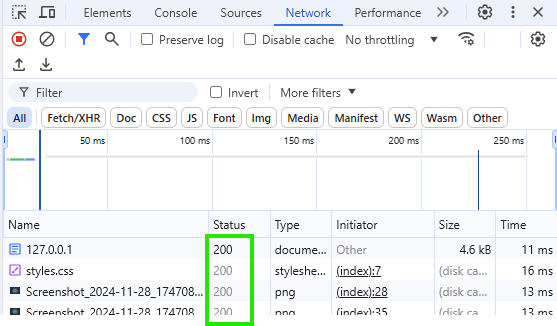 Elements Console Sources Network Performance
Preserve log Disable cache No throttling
Filter Invert More filters
All Fetch/XHR Doc CSS JS Font Img Media Manifest WS Wasm Other
50 ms 100 ms 150 ms 200 ms 250 ms
Name Status Type Initiator Size Time
127.0.0.1 200 docume... Other 4.6 kB 11 ms
styles.css 200 styleshe... (index):7 (disk ca... 16 ms
Screenshot_2024-11-28_174708... 200 png (index):28 (disk ca... 13 ms
Screenshot_2024-11-28_174708... 200 png (index):35 (disk ca... 13 ms